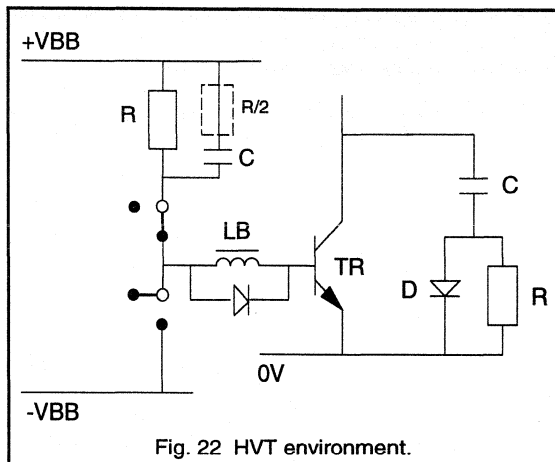 +VBB
R
R/2
C
C
LB
TR
D
R
0V
-VBB
Fig. 22 HVT environment.